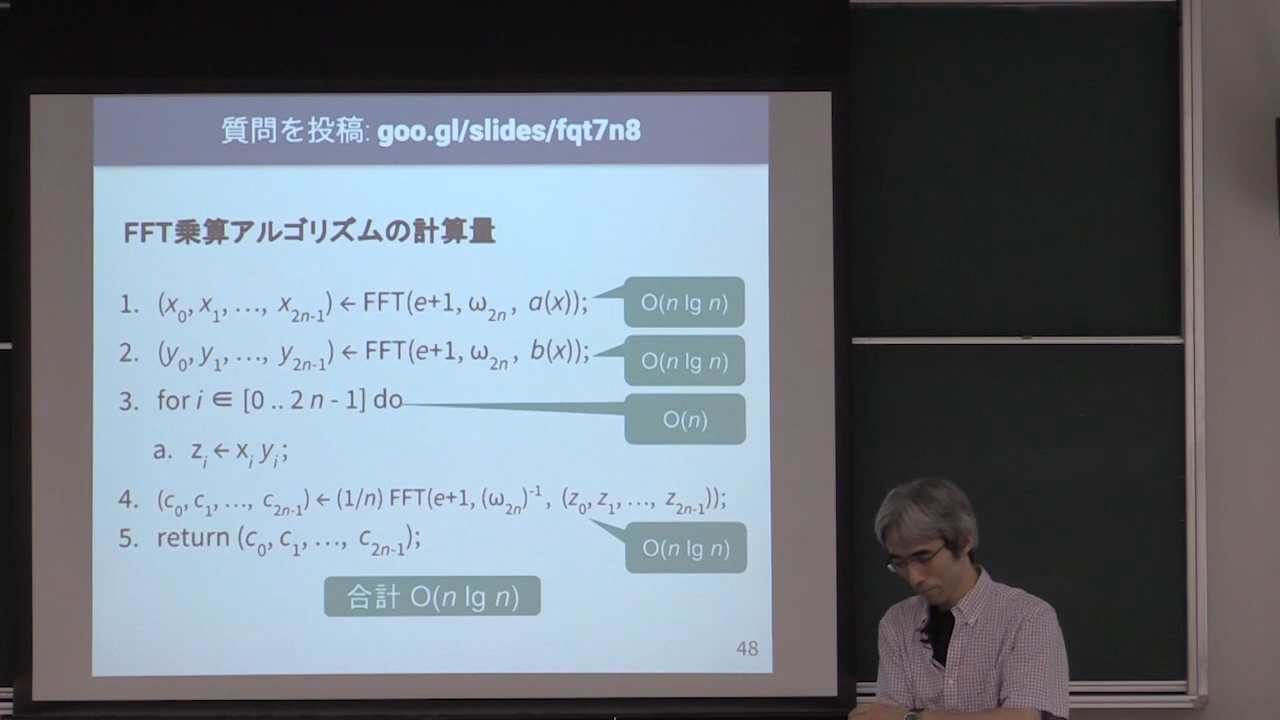 質問を投稿: goo.gl/slides/fqt7n8
FFT乗算アルゴリズムの計算量
1. (x0, x1, …, x2n-1) ← FFT(e+1, ω2n, a(x));
O(n lg n)
2. (y0, y1, …, y2n-1) ← FFT(e+1, ω2n, b(x));
O(n lg n)
3. for i ∈ [0 .. 2 n - 1] do
O(n)
a. zi ← xi yi;
4. (c0, c1, …, c2n-1) ← (1/n) FFT(e+1, (ω2n)-1, (z0, z1, …, z2n-1));
5. return (c0, c1, …, c2n-1);
O(n lg n)
合計 O(n lg n)
48